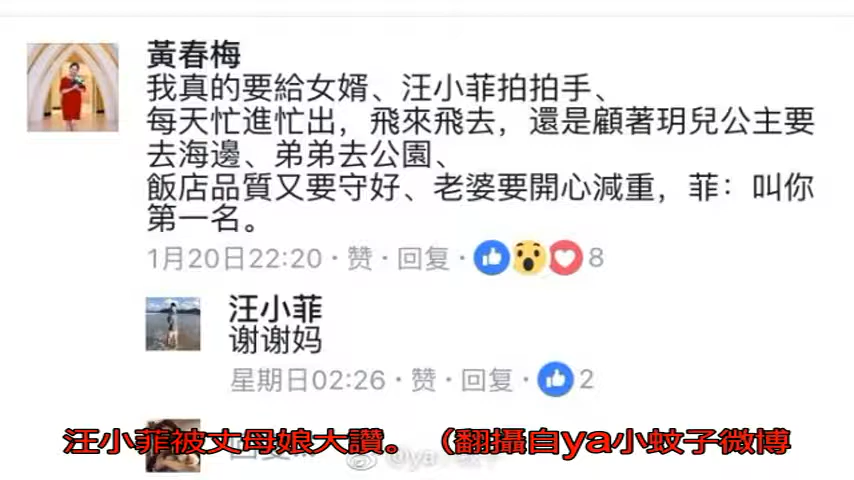 黃春梅
我真的要給女婿、汪小菲拍拍手、
每天忙進忙出，飛來飛去，還是顧著玥兒公主要
去海邊、弟弟去公園、
飯店品質又要守好、老婆要開心減重，菲：叫你
第一名。
1月20日22:20·赞·回复· 8
汪小菲
谢谢妈
星期日02:26·赞·回复· 2
汪小菲被丈母娘大讚。（翻攝自ya小蚊子微博